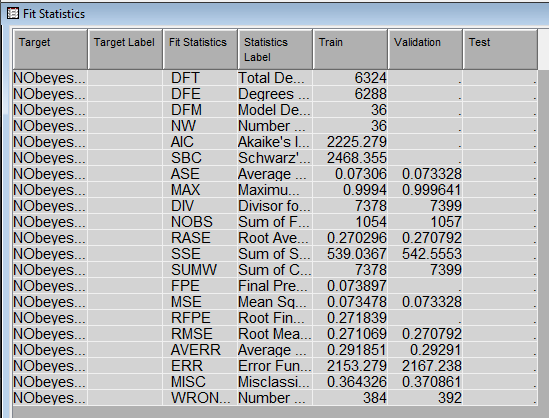 Fit Statistics
Target Target Label Fit Statistics Statistics Label Train Validation Test
NObeyes... DFT Total De... 6324 . .
NObeyes... DFE Degrees ... 6288 . .
NObeyes... DFM Model De... 36 . .
NObeyes... NW Number ... 36 . .
NObeyes... AIC Akaike's I... 2225.279 . .
NObeyes... SBC Schwarz'... 2468.355 . .
NObeyes... ASE Average ... 0.07306 0.073328 .
NObeyes... MAX Maximu... 0.9994 0.999641 .
NObeyes... DIV Divisor fo... 7378 7399 .
NObeyes... NOBS Sum of F... 1054 1057 .
NObeyes... RASE Root Ave... 0.270296 0.270792 .
NObeyes... SSE Sum of S... 539.0367 542.5553 .
NObeyes... SUMW Sum of C... 7378 7399 .
NObeyes... FPE Final Pre... 0.073897 . .
NObeyes... MSE Mean Sq... 0.073478 0.073328 .
NObeyes... RFPE Root Fin... 0.271839 . .
NObeyes... RMSE Root Mea... 0.271069 0.270792 .
NObeyes... AVERR Average ... 0.291851 0.29291 .
NObeyes... ERR Error Fun... 2153.279 2167.238 .
NObeyes... MISC Misclassi... 0.364326 0.370861 .
NObeyes... WRON... Number ... 384 392 .